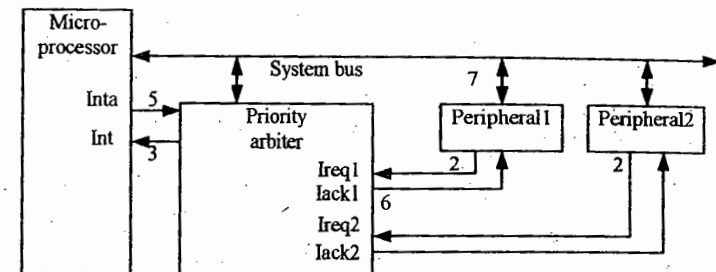 Micro-
processor
System bus
7
Inta
5
Priority
arbiter
Peripheral1
Peripheral2
Int
3
2
2
Ireq1
Iack1
6
Ireq2
Iack2